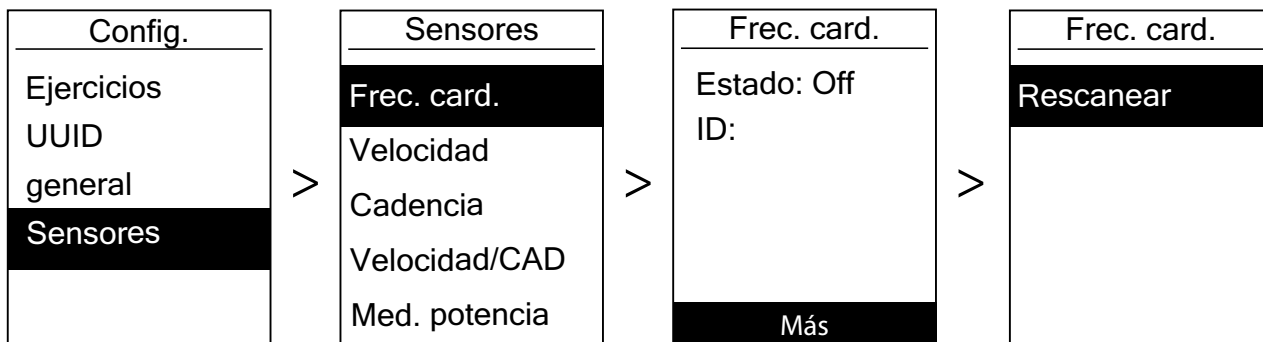 Config.
Ejercicios
UUID
general
Sensores
>
Sensores
Frec. card.
Velocidad
Cadencia
Velocidad/CAD
Med. potencia
>
Frec. card.
Estado: Off
ID:
Más
>
Frec. card.
Rescanear